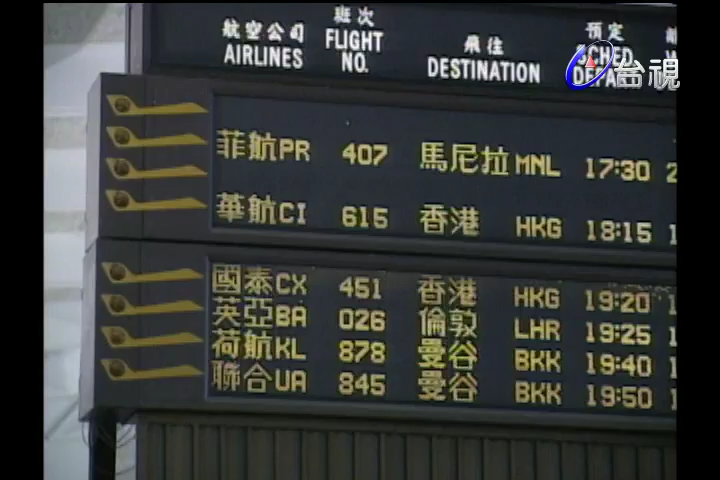 航空公司 班次 飛往 預定
AIRLINES FLIGHT NO. DESTINATION SCHED
台視
菲航PR 407 馬尼拉MNL 17:30
華航CI 615 香港 HKG 18:15
國泰CX 451 香港 HKG 19:20
英亞BA 026 倫敦 LHR 19:25
荷航KL 878 曼谷 BKK 19:40
聯合UA 845 曼谷 BKK 19:50